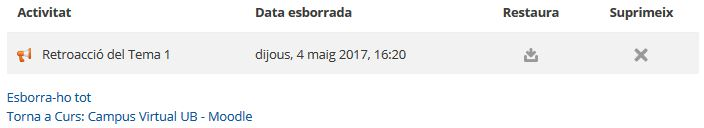 Activitat Data esborrada Restaura Suprimeix
Retroacció del Tema 1 dijous, 4 maig 2017, 16:20
Esborra-ho tot
Torna a Curs: Campus Virtual UB - Moodle